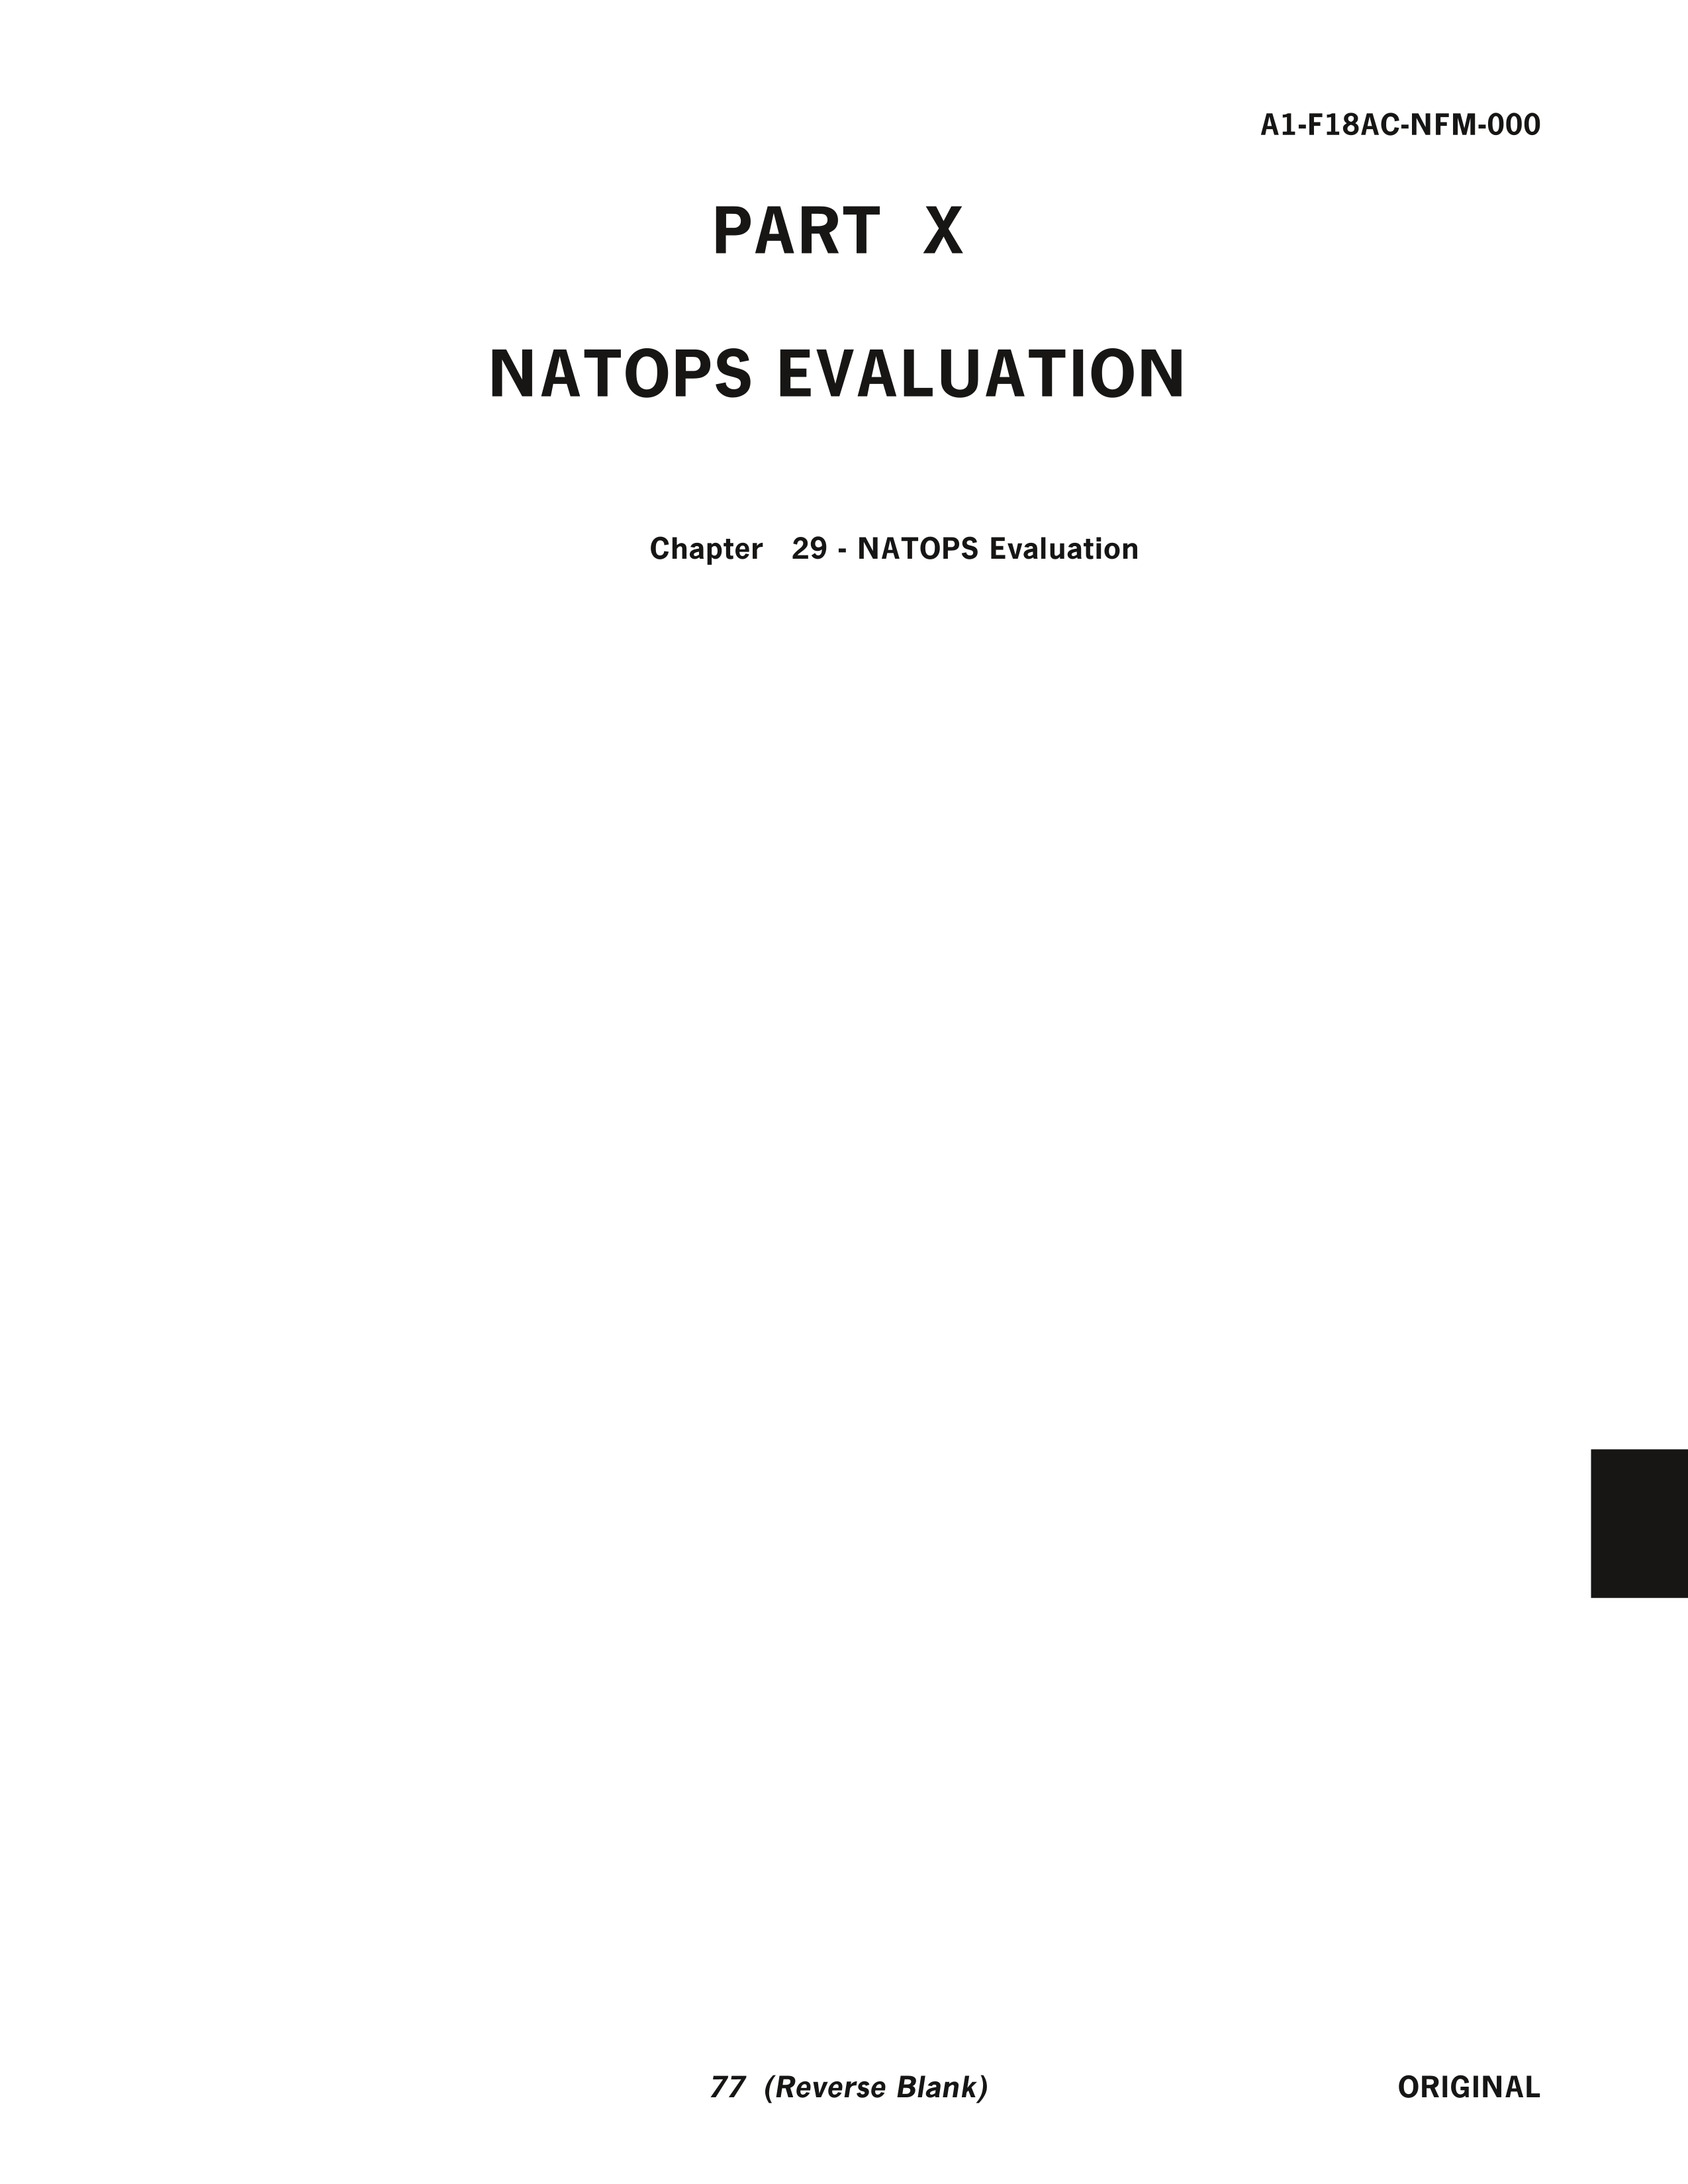 A1-F18AC-NFM-000
PART X
NATOPS EVALUATION
Chapter 29 - NATOPS Evaluation
77 (Reverse Blank)
ORIGINAL